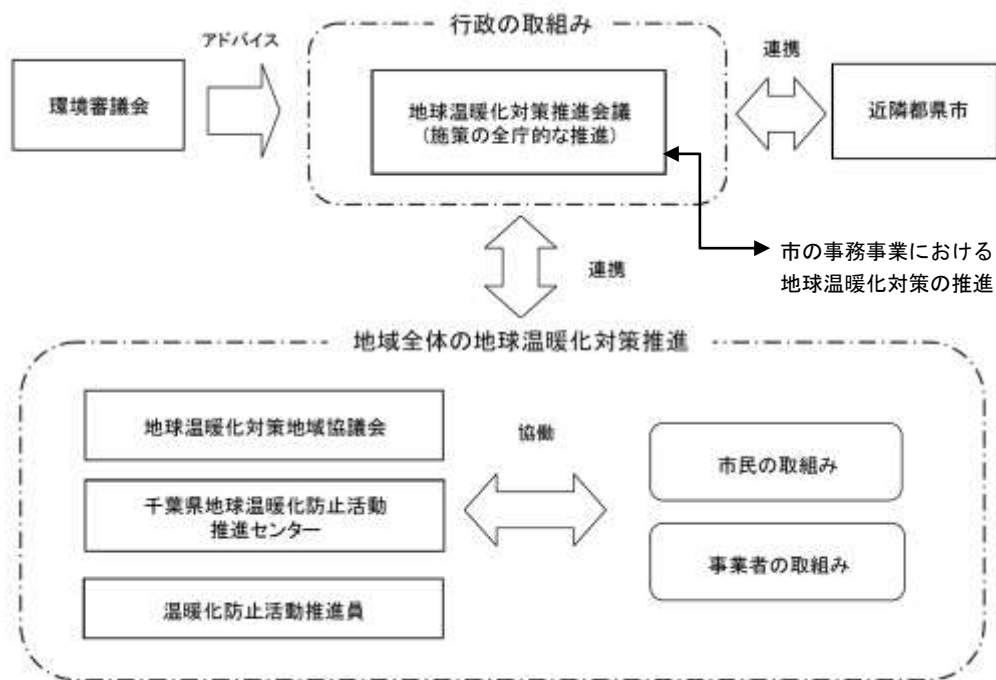 行政の取組み
アドバイス
連携
環境審議会
地球温暖化対策推進会議
(施策の全庁的な推進)
近隣都県市
市の事務事業における
地球温暖化対策の推進
連携
地域全体の地球温暖化対策推進
地球温暖化対策地域協議会
協働
市民の取組み
千葉県地球温暖化防止活動
推進センター
事業者の取組み
温暖化防止活動推進員